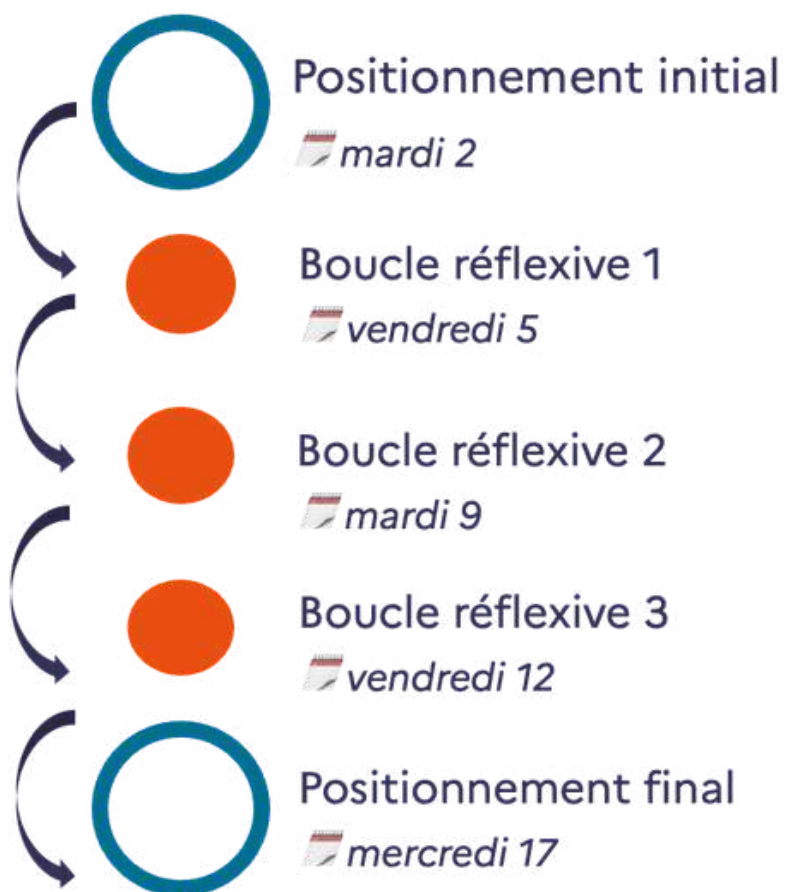 Positionnement initial
mardi 2
Boucle réflexive 1
vendredi 5
Boucle réflexive 2
mardi 9
Boucle réflexive 3
vendredi 12
Positionnement final
mercredi 17